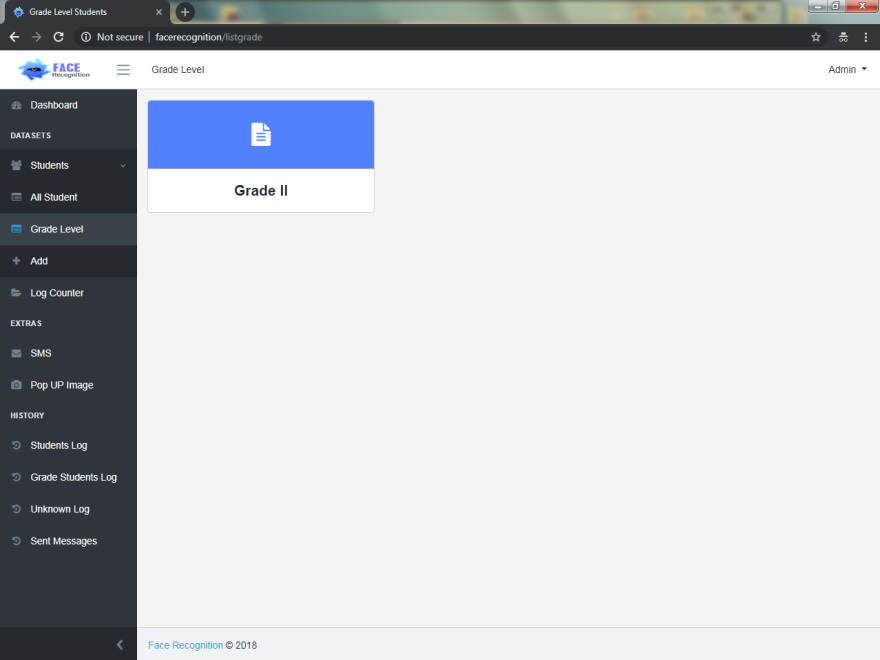 Grade Level Students
Not secure | facerecognition/listgrade
FACE
Recognition
Grade Level
Admin
Dashboard
DATASETS
Students
All Student
Grade Level
Add
Log Counter
EXTRAS
SMS
Pop UP Image
HISTORY
Students Log
Grade Students Log
Unknown Log
Sent Messages
Grade II
Face Recognition © 2018